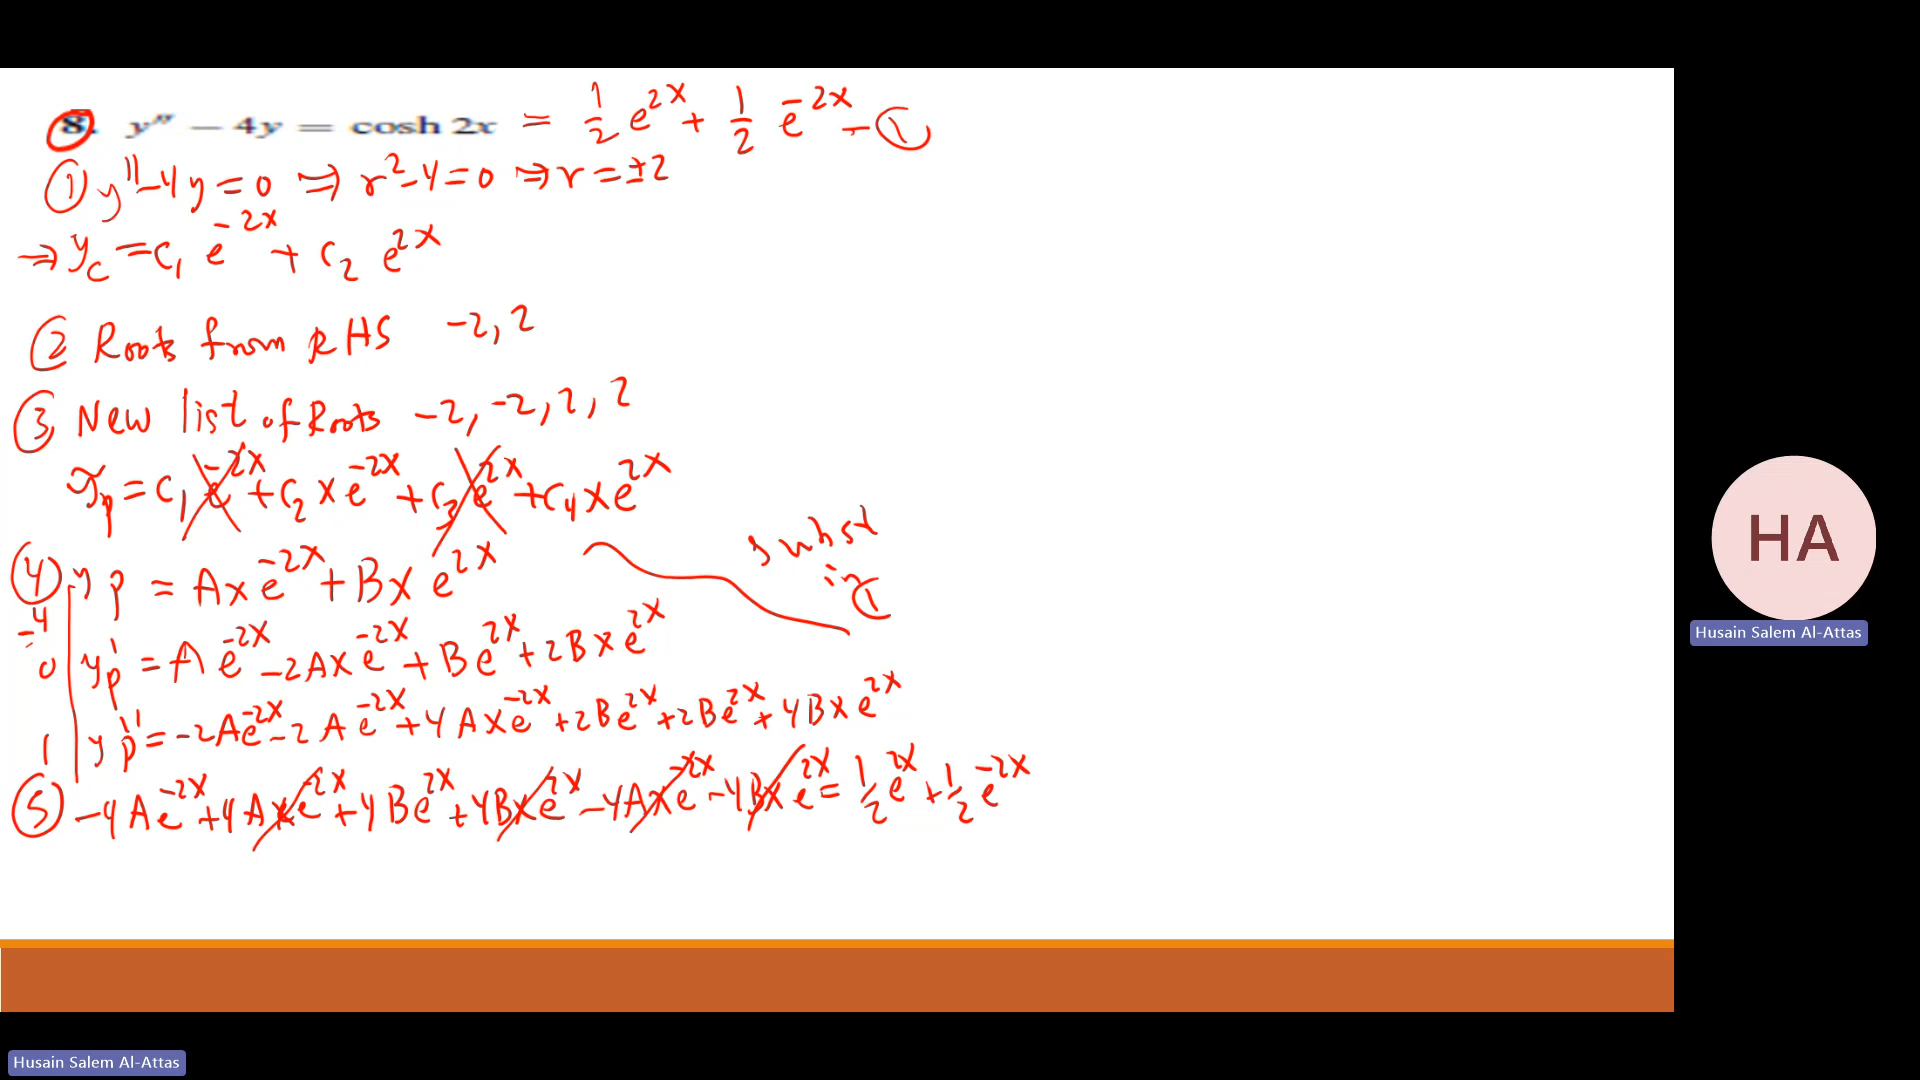 8. y″ − 4y = cosh 2x = 1/2 e^{2x} + 1/2 e^{-2x} − ①
① y'' − 4y = 0 ⇒ r² − 4 = 0 ⇒ r = ±2
⇒ y_c = c₁ e^{-2x} + c₂ e^{2x}
② Roots from RHS −2, 2
③ New list of Roots −2, −2, 2, 2
y_p = c₁ e^{-2x} + c₂ x e^{-2x} + c₃ e^{2x} + c₄ x e^{2x}
subst
in ①
④ y_p = Ax e^{-2x} + Bx e^{2x}
−4
0 | y_p' = A e^{-2x} − 2Ax e^{-2x} + B e^{2x} + 2Bx e^{2x}
1 | y_p'' = −2A e^{-2x} − 2A e^{-2x} + 4Ax e^{-2x} + 2B e^{2x} + 2B e^{2x} + 4Bx e^{2x}
⑤ −4A e^{-2x} + 4Ax e^{-2x} + 4B e^{2x} + 4Bx e^{2x} − 4Ax e^{-2x} − 4Bx e^{2x} = 1/2 e^{2x} + 1/2 e^{-2x}
HA
Husain Salem Al-Attas
Husain Salem Al-Attas